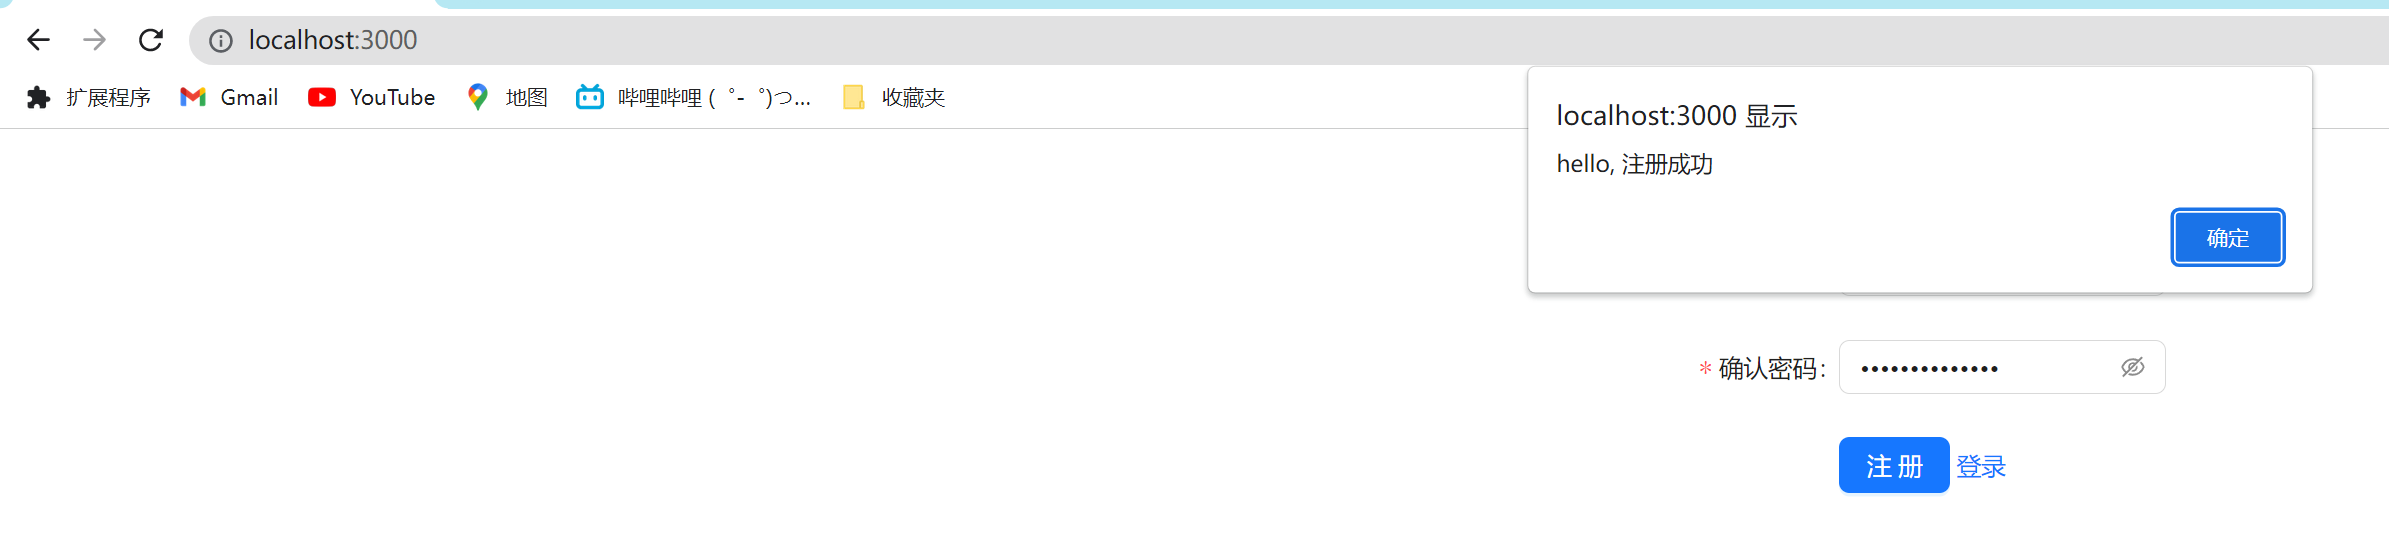 localhost:3000
扩展程序 Gmail YouTube 地图 哔哩哔哩 (゜-゜)つ... 收藏夹
localhost:3000 显示
hello, 注册成功
确定
* 确认密码: ••••••••••••••
注 册 登录